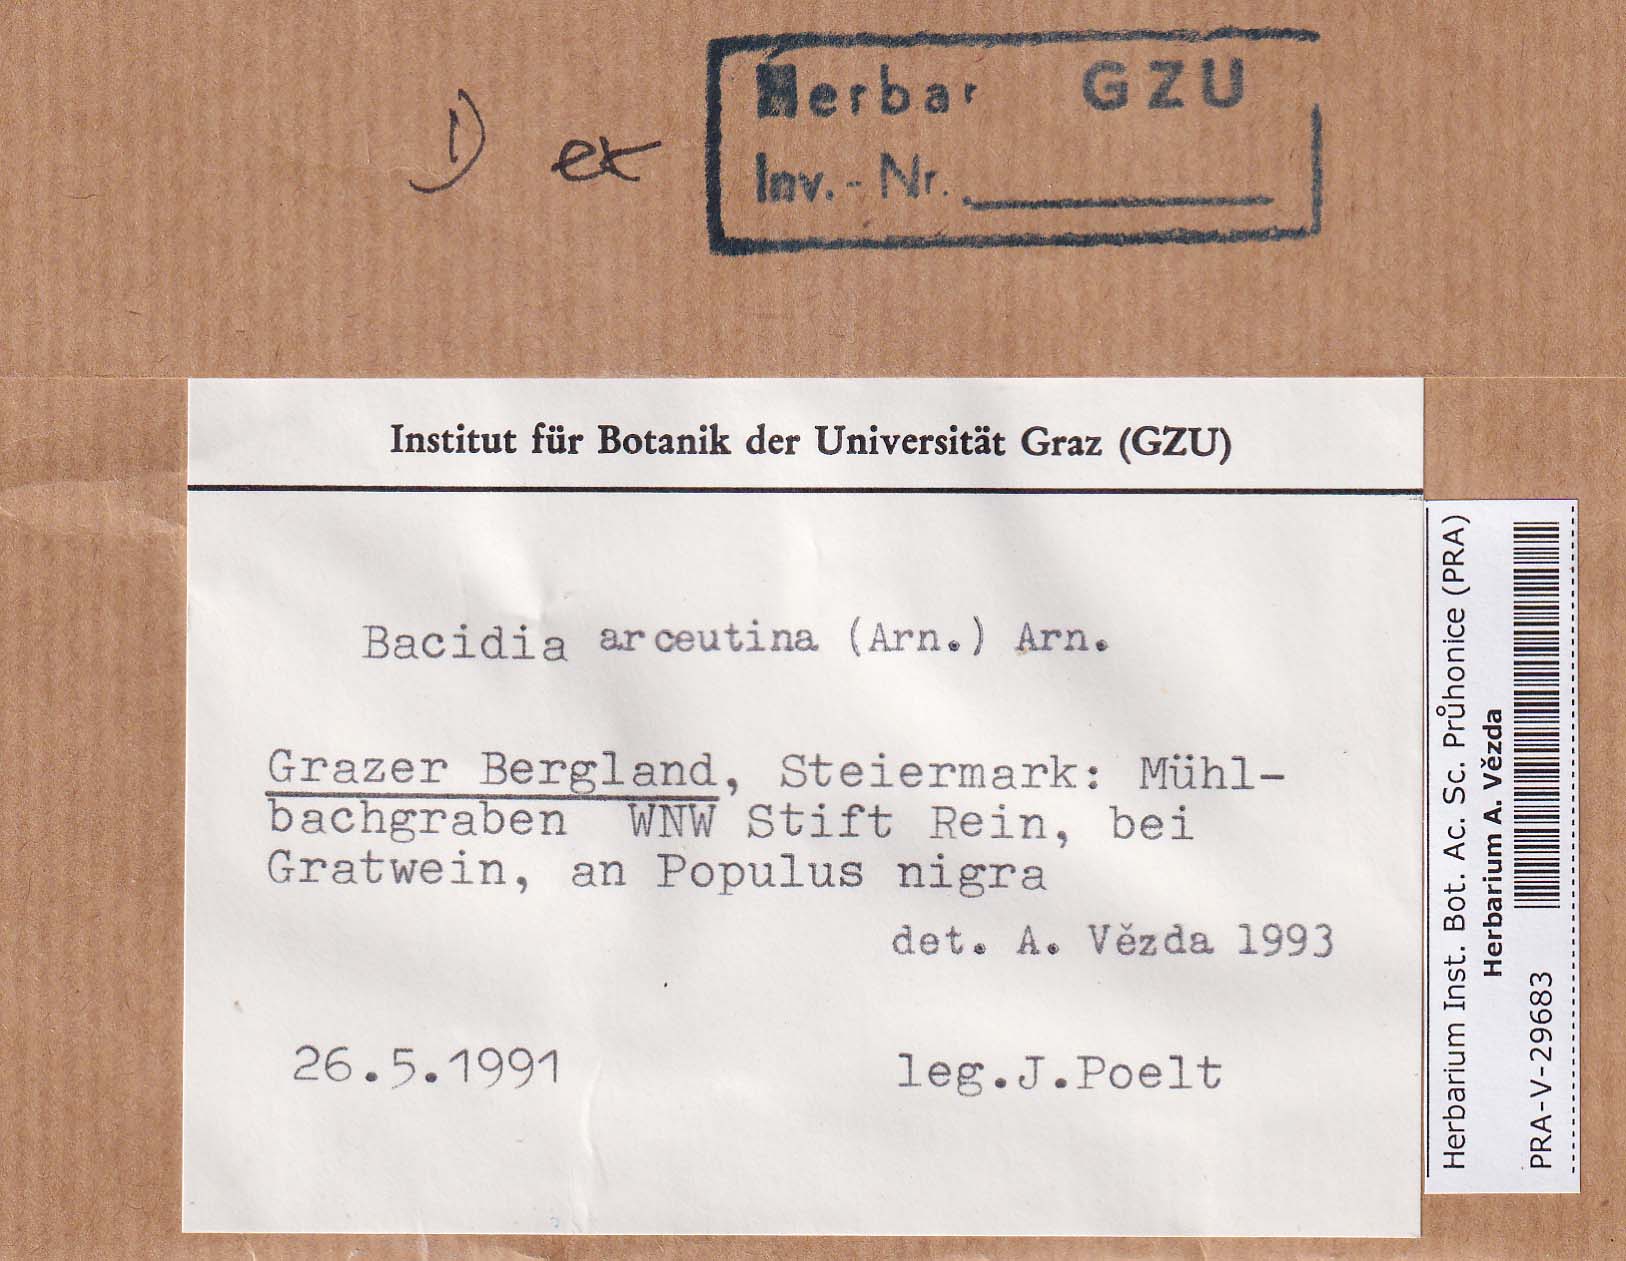 D ex
Herbar GZU
Inv.-Nr.
Institut für Botanik der Universität Graz (GZU)
Bacidia arceutina (Arn.) Arn.
Grazer Bergland, Steiermark: Mühl-
bachgraben WNW Stift Rein, bei
Gratwein, an Populus nigra
det. A. Vězda 1993
26.5.1991
leg.J.Poelt
Herbarium Inst. Bot. Ac. Sc. Průhonice (PRA)
Herbarium A. Vězda
PRA-V-29683